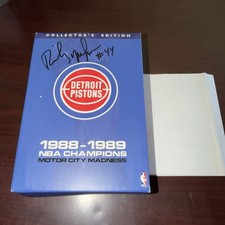 COLLECTOR'S EDITION
#44
DETROIT
PISTONS
1988-1989
NBA CHAMPIONS
MOTOR CITY MADNESS